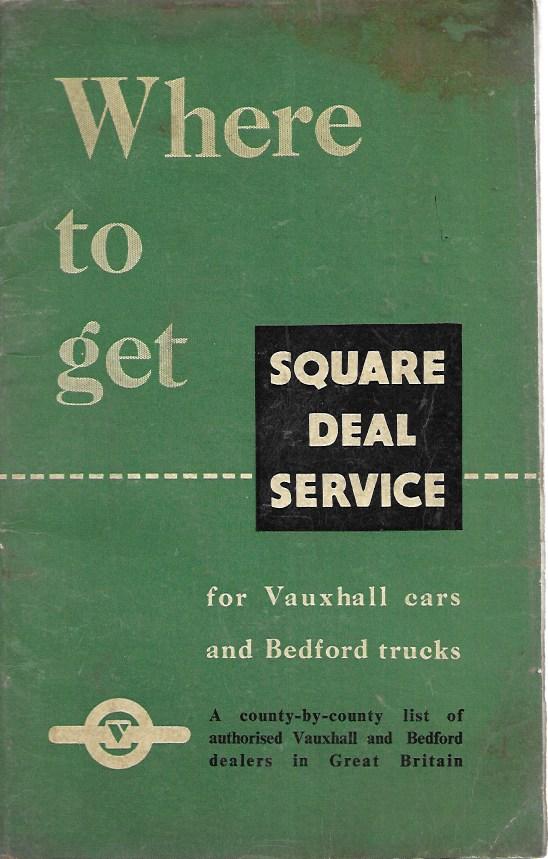 Where
to
get
SQUARE
DEAL
SERVICE
for Vauxhall cars
and Bedford trucks
V
A county-by-county list of
authorised Vauxhall and Bedford
dealers in Great Britain